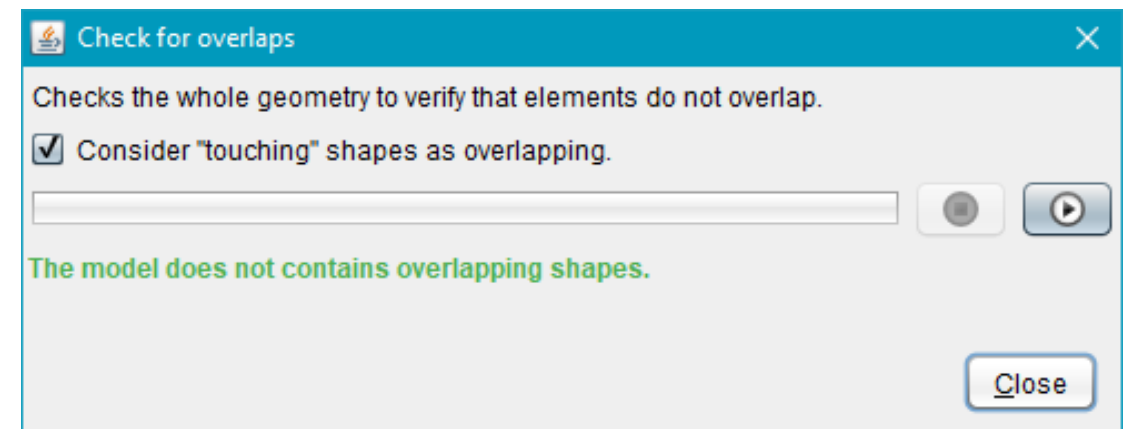 Check for overlaps
Checks the whole geometry to verify that elements do not overlap.
Consider "touching" shapes as overlapping.
The model does not contains overlapping shapes.
Close